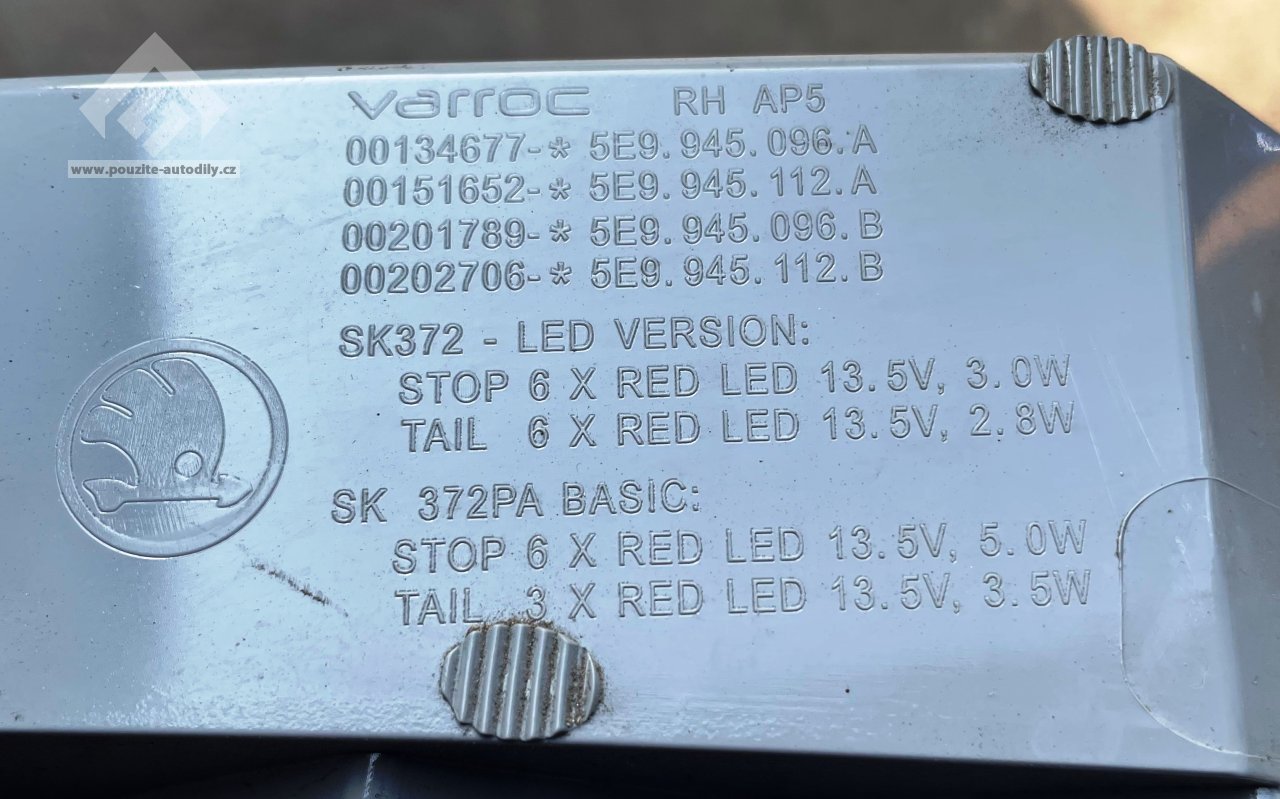 varroc RH AP5
00134677-* 5E9.945.096.A
00151652-* 5E9.945.112.A
00201789-* 5E9.945.096.B
00202706-* 5E9.945.112.B
SK372 - LED VERSION:
STOP 6 X RED LED 13.5V, 3.0W
TAIL 6 X RED LED 13.5V, 2.8W
SK 372PA BASIC:
STOP 6 X RED LED 13.5V, 5.0W
TAIL 3 X RED LED 13.5V, 3.5W
www.pouzite-autodily.cz